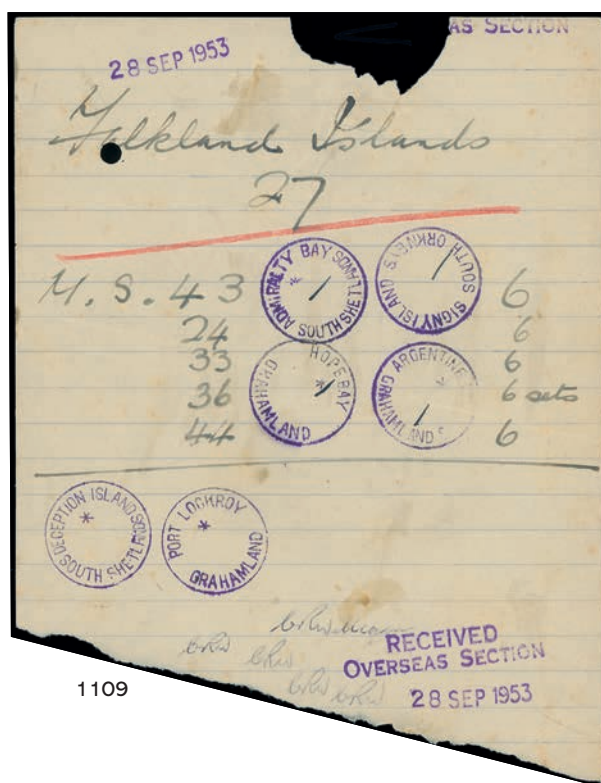 AS SECTION
28 SEP 1953
Falkland Islands
27
M.S. 43 6
24 6
33 6
36 6 sets
44 6
ADMIRALTY BAY SOUTH SHETLANDS
SIGNY ISLAND SOUTH ORKNEYS
HOPE BAY GRAHAMLAND
ARGENTINE GRAHAMLAND
DECEPTION ISLAND SOUTH SHETLANDS
PORT LOCKROY GRAHAMLAND
RECEIVED
OVERSEAS SECTION
28 SEP 1953
1109